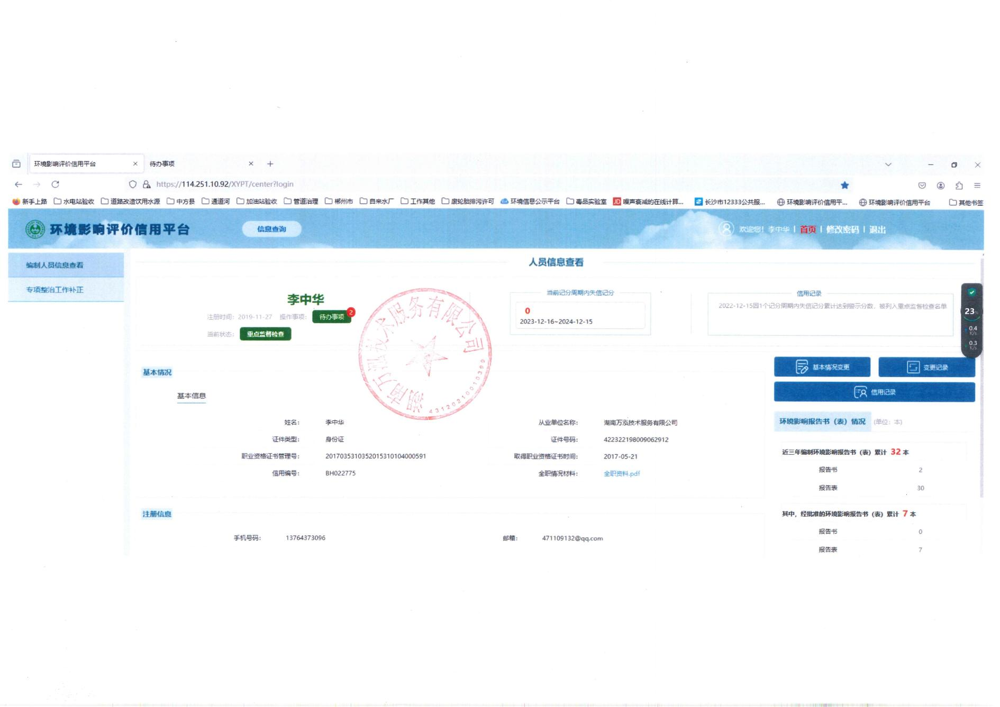 环境影响评价信用平台
待办事项
https://114.251.10.92/XYPT/center?login
新手上路 水电站验收 道路改造饮用水源 中方县 通道河 加油站验收 管道治理 郴州市 自来水厂 工作其他 废轮胎排污许可 环境信息公示平台 毒品实验室 JD 噪声衰减的在线计算... 长沙市12333公共服... 环境影响评价信用平... 环境影响评价信用平台 其他书签
环境影响评价信用平台
信息查询
欢迎您！李中华 | 首页 | 修改密码 | 退出
编制人员信息查看
专项整治工作补正
人员信息查看
李中华
注册时间：2019-11-27 操作事项：待办事项 2
当前状态：重点监督检查
当前记分周期内失信记分
0
2023-12-16~2024-12-15
信用记录
2022-12-15因1个记分周期内失信记分累计达到警示分数，被列入重点监督检查名单
23
0.4
K/s
0.3
K/s
湖南万泓技术服务有限公司
43120210010399
基本情况变更
变更记录
信用记录
基本情况
基本信息
姓名： 李中华 从业单位名称： 湖南万泓技术服务有限公司
证件类型： 身份证 证件号码： 422322198009062912
职业资格证书管理号： 2017035310352015310104000591 取得职业资格证书时间： 2017-05-21
信用编号： BH022775 全职情况材料： 全职资料.pdf
注册信息
手机号码： 13764373096 邮箱： 471109132@qq.com
环境影响报告书（表）情况 （单位：本）
近三年编制环境影响报告书（表）累计 32 本
报告书 2
报告表 30
其中，经批准的环境影响报告书（表）累计 7 本
报告书 0
报告表 7